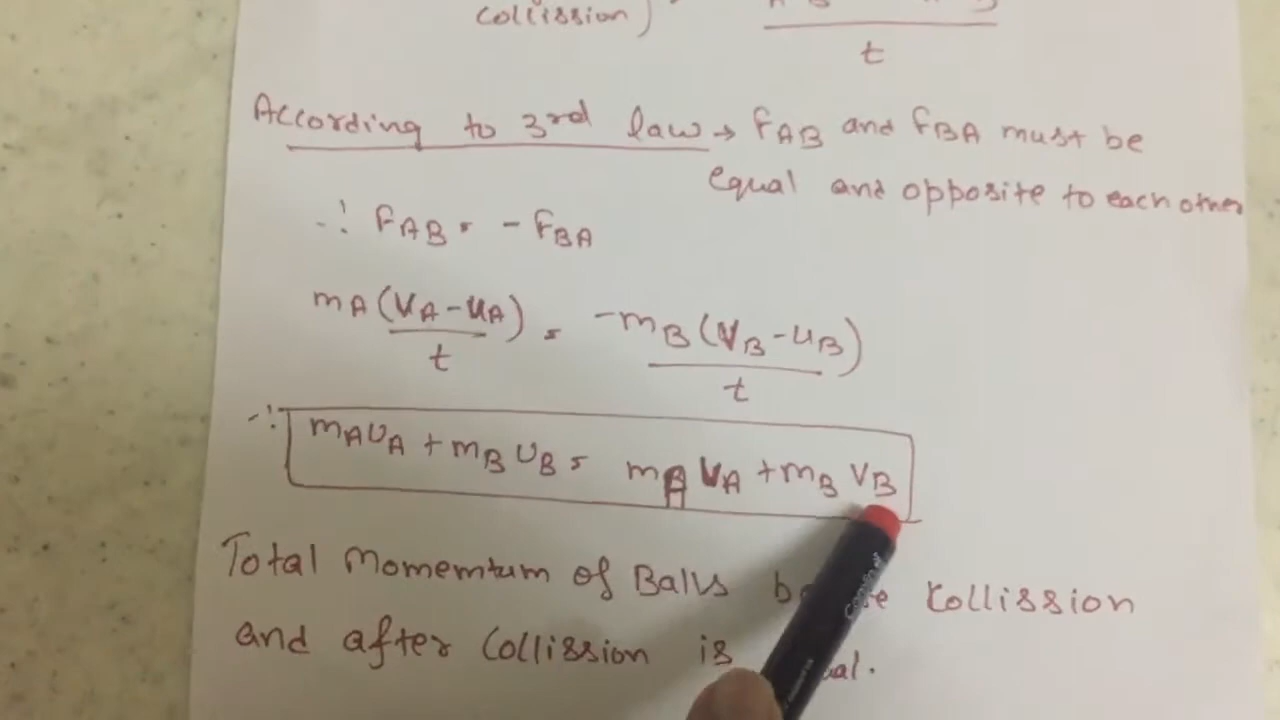 Collission)
t
According to 3rd law → FAB and FBA must be
equal and opposite to each other
∴ FAB = - FBA
mA(VA-uA) = -mB(VB-uB)
t t
∴ mAUA + mBUB = mAVA + mBVB
Total Momemtum of Balls Collission
and after Collission is